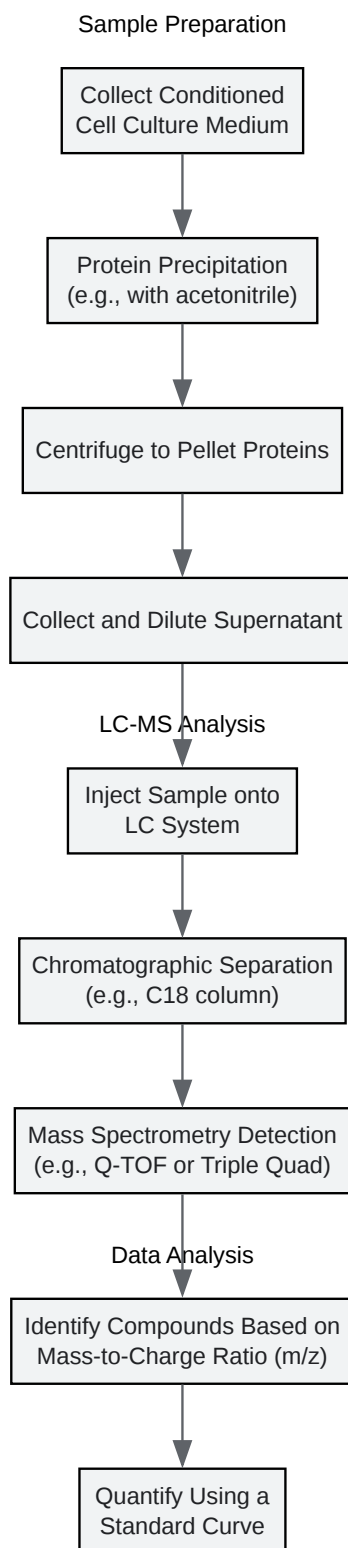 Sample Preparation
Collect Conditioned
Cell Culture Medium
Protein Precipitation
(e.g., with acetonitrile)
Centrifuge to Pellet Proteins
Collect and Dilute Supernatant
LC-MS Analysis
Inject Sample onto
LC System
Chromatographic Separation
(e.g., C18 column)
Mass Spectrometry Detection
(e.g., Q-TOF or Triple Quad)
Data Analysis
Identify Compounds Based on
Mass-to-Charge Ratio (m/z)
Quantify Using a
Standard Curve